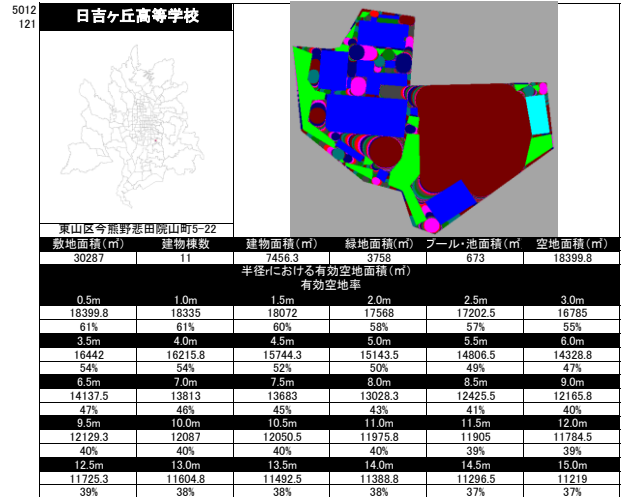 5012
121
日吉ヶ丘高等学校
東山区今熊野悲田院山町5-22
敷地面積(㎡) 建物棟数 建物面積(㎡) 緑地面積(㎡) プール・池面積(㎡ 空地面積(㎡)
30287 11 7456.3 3758 673 18399.8
半径rにおける有効空地面積(㎡)
有効空地率
0.5m 1.0m 1.5m 2.0m 2.5m 3.0m
18399.8 18335 18072 17568 17202.5 16785
61% 61% 60% 58% 57% 55%
3.5m 4.0m 4.5m 5.0m 5.5m 6.0m
16442 16215.8 15744.3 15143.5 14806.5 14328.8
54% 54% 52% 50% 49% 47%
6.5m 7.0m 7.5m 8.0m 8.5m 9.0m
14137.5 13813 13683 13028.3 12425.5 12165.8
47% 46% 45% 43% 41% 40%
9.5m 10.0m 10.5m 11.0m 11.5m 12.0m
12129.3 12087 12050.5 11975.8 11905 11784.5
40% 40% 40% 40% 39% 39%
12.5m 13.0m 13.5m 14.0m 14.5m 15.0m
11725.3 11604.8 11492.5 11388.8 11296.5 11219
39% 38% 38% 38% 37% 37%